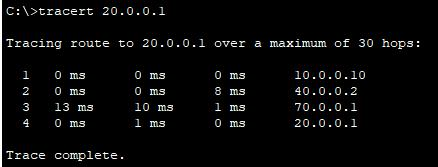 C:\>tracert 20.0.0.1
Tracing route to 20.0.0.1 over a maximum of 30 hops:
1 0 ms 0 ms 0 ms 10.0.0.10
2 0 ms 0 ms 8 ms 40.0.0.2
3 13 ms 10 ms 1 ms 70.0.0.1
4 0 ms 1 ms 0 ms 20.0.0.1
Trace complete.